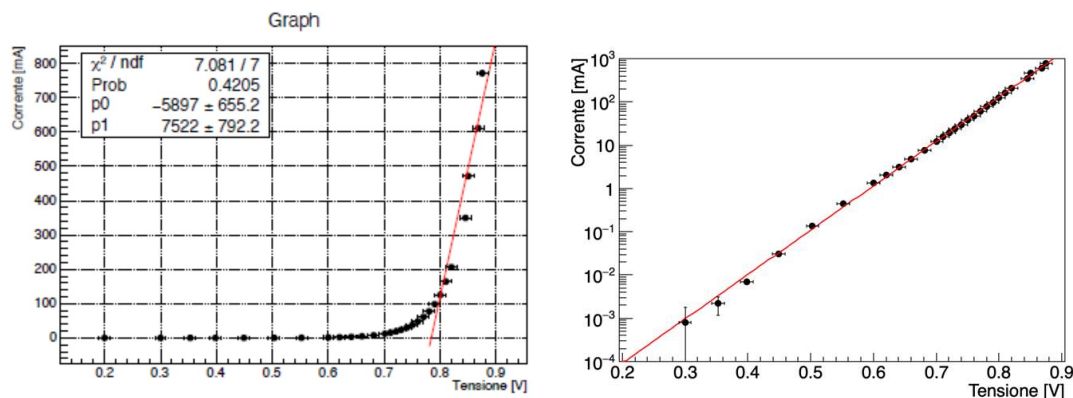 Graph
χ² / ndf 7.081 / 7
Prob 0.4205
p0 −5897 ± 655.2
p1 7522 ± 792.2
Corrente [mA]
800
700
600
500
400
300
200
100
0
0.2 0.3 0.4 0.5 0.6 0.7 0.8 0.9
Tensione [V]
Corrente [mA]
10³
10²
10
1
10⁻¹
10⁻²
10⁻³
10⁻⁴
0.2 0.3 0.4 0.5 0.6 0.7 0.8 0.9
Tensione [V]